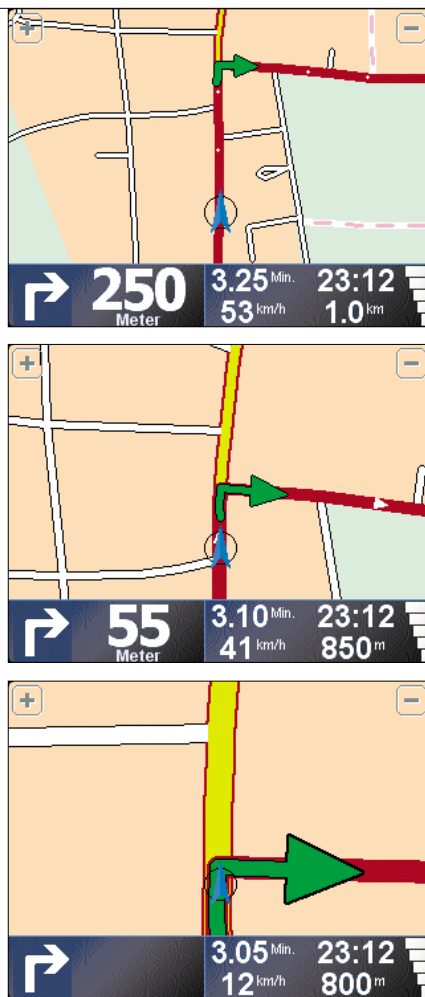 250
Meter
3.25 Min. 23:12
53 km/h 1.0 km
55
Meter
3.10 Min. 23:12
41 km/h 850 m
3.05 Min. 23:12
12 km/h 800 m